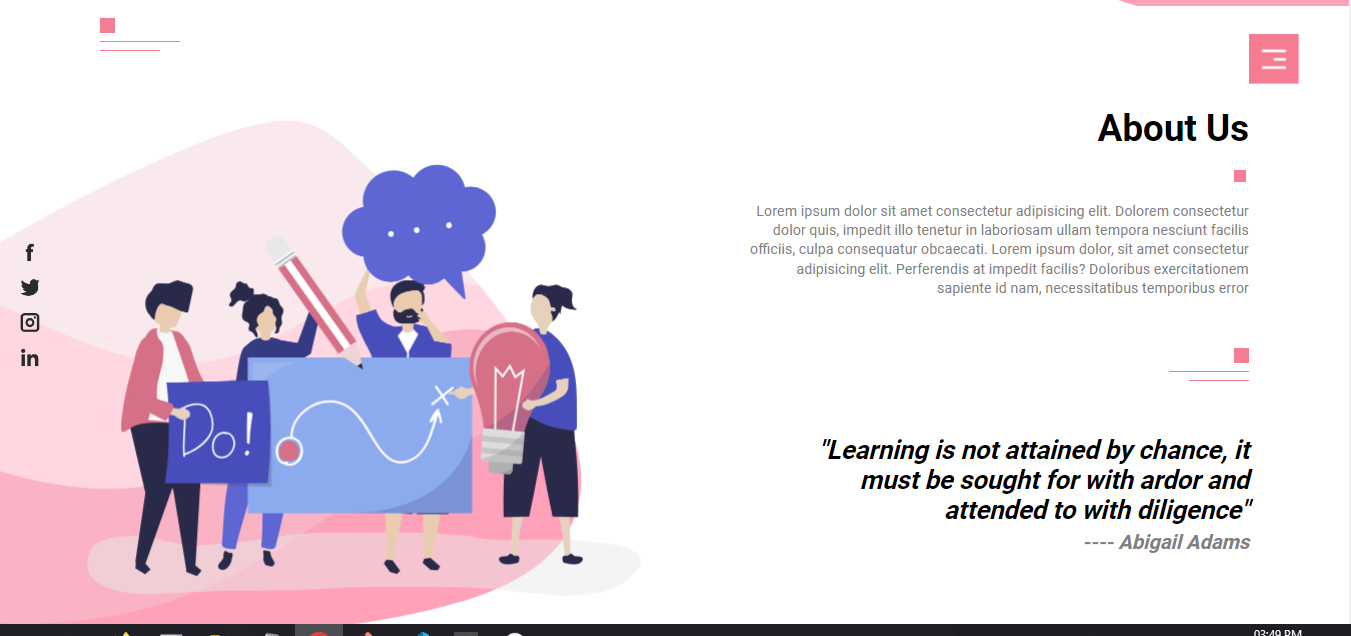 About Us
Lorem ipsum dolor sit amet consectetur adipisicing elit. Dolorem consectetur
dolor quis, impedit illo tenetur in laboriosam ullam tempora nesciunt facilis
officiis, culpa consequatur obcaecati. Lorem ipsum dolor, sit amet consectetur
adipisicing elit. Perferendis at impedit facilis? Doloribus exercitationem
sapiente id nam, necessitatibus temporibus error
Do!
"Learning is not attained by chance, it
must be sought for with ardor and
attended to with diligence"
---- Abigail Adams
03:49 PM